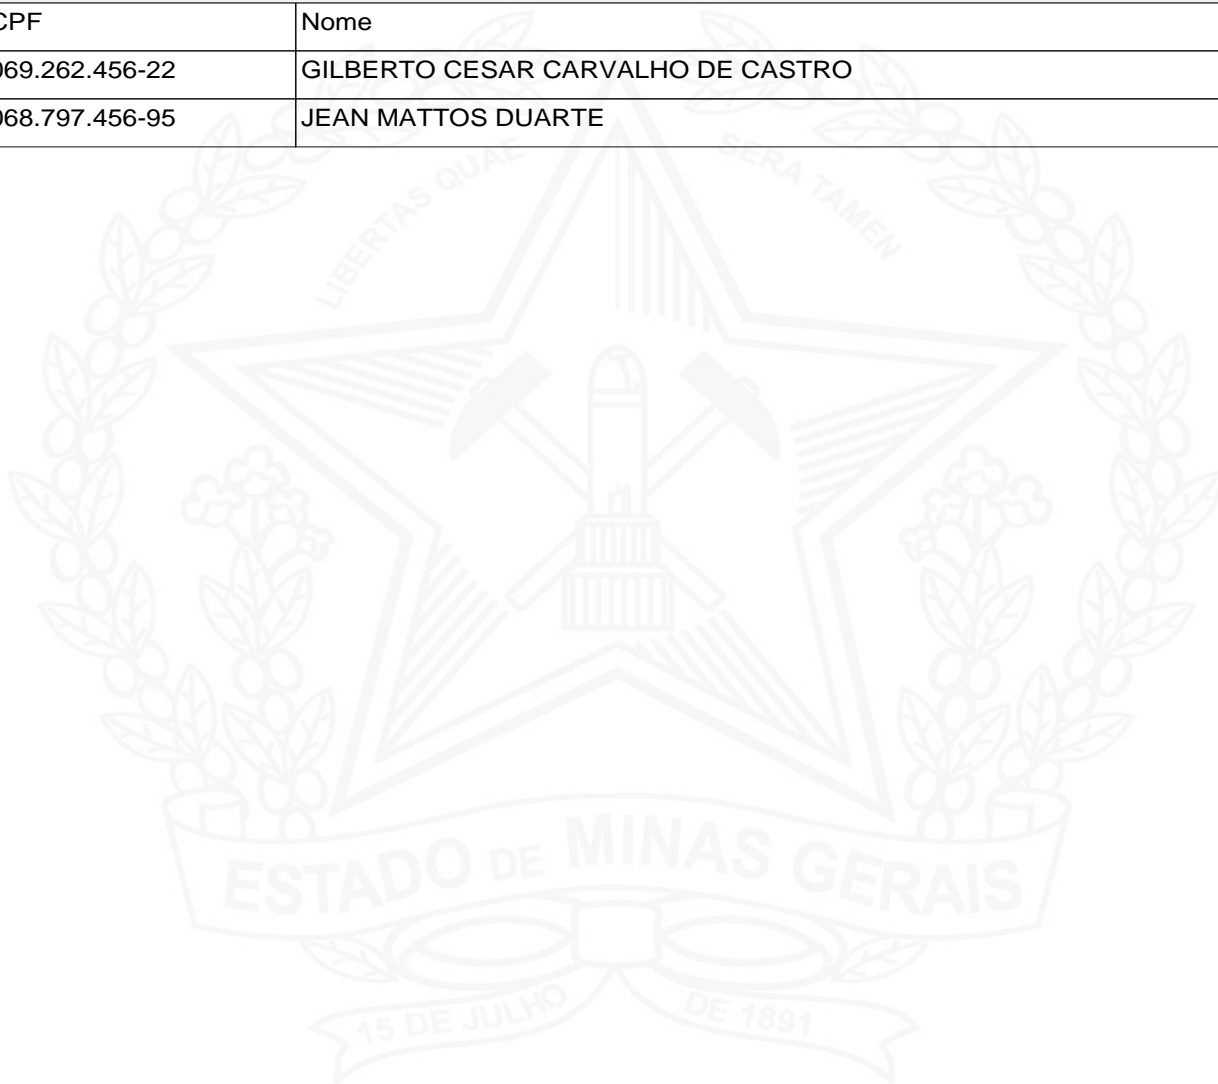 CPF Nome
069.262.456-22 GILBERTO CESAR CARVALHO DE CASTRO
068.797.456-95 JEAN MATTOS DUARTE
LIBERTAS QUAE SERA TAMEN
ESTADO DE MINAS GERAIS
15 DE JULHO DE 1891